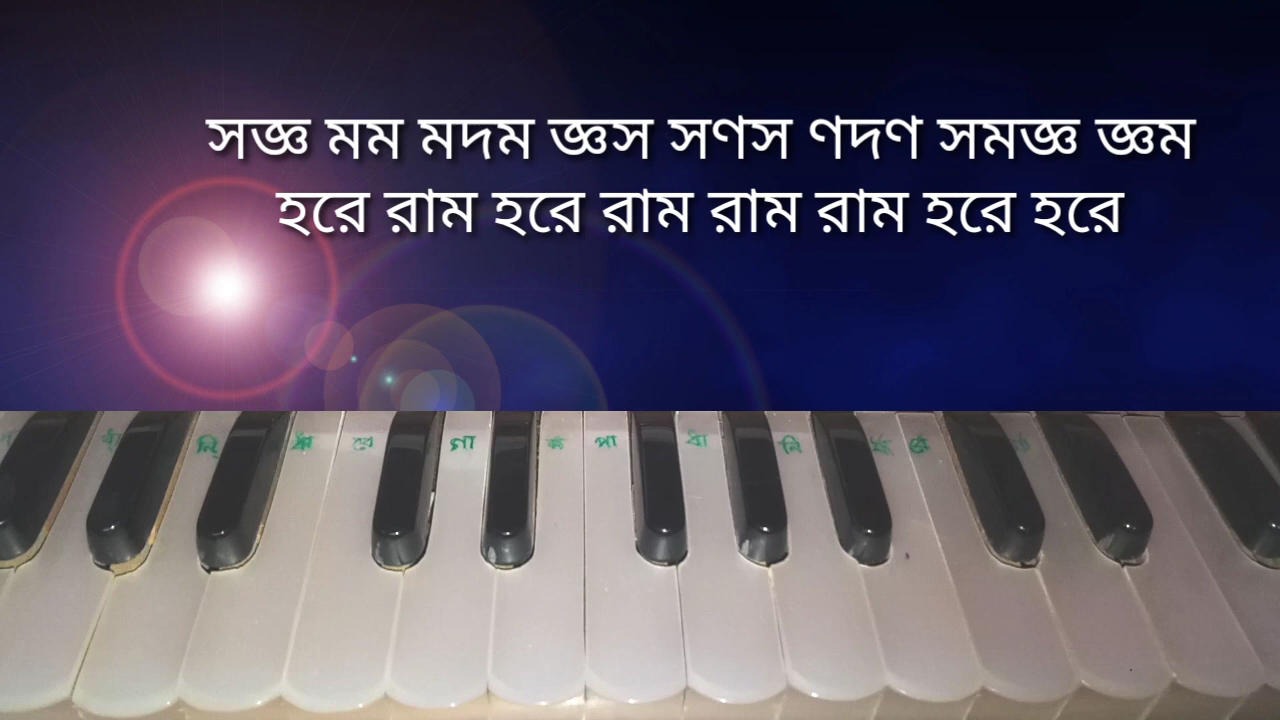 সজ্ঞ মম মদম জ্ঞস সণস ণদণ সমজ্ঞ জ্ঞম
হরে রাম হরে রাম রাম রাম হরে হরে
রে গা পা ধা নি